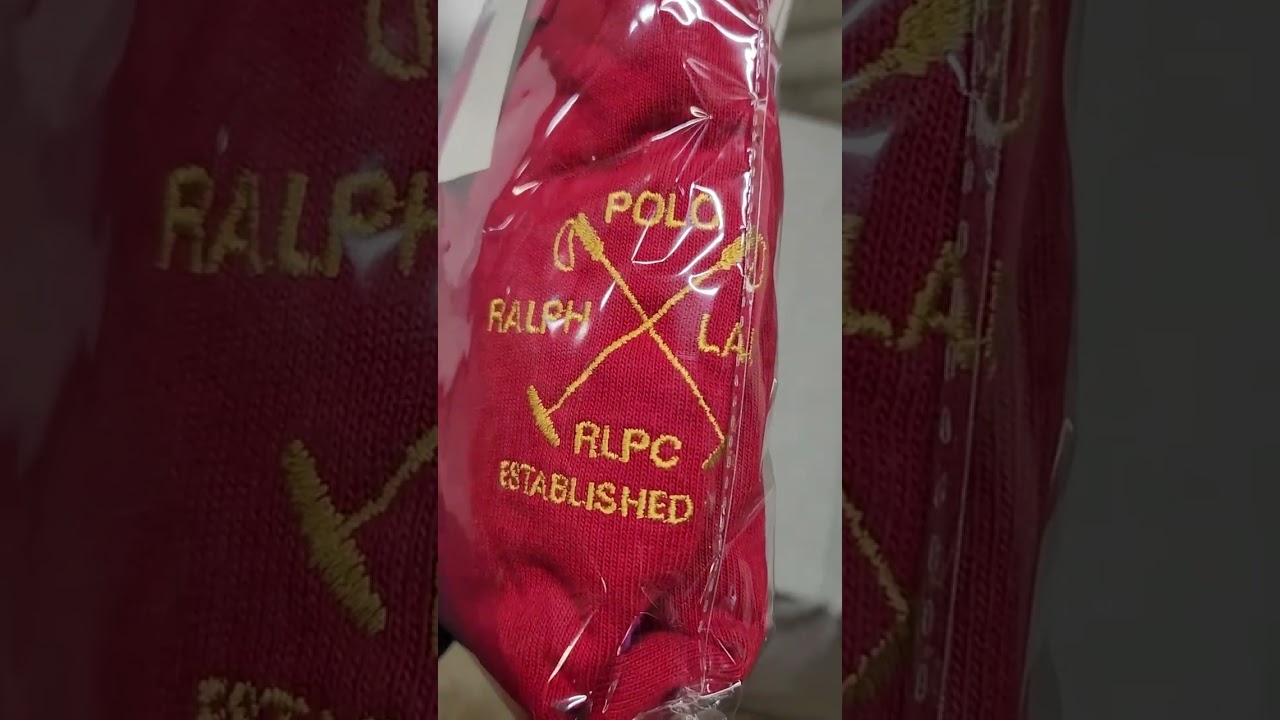 POLO
RALPH LA
RLPC
ESTABLISHED